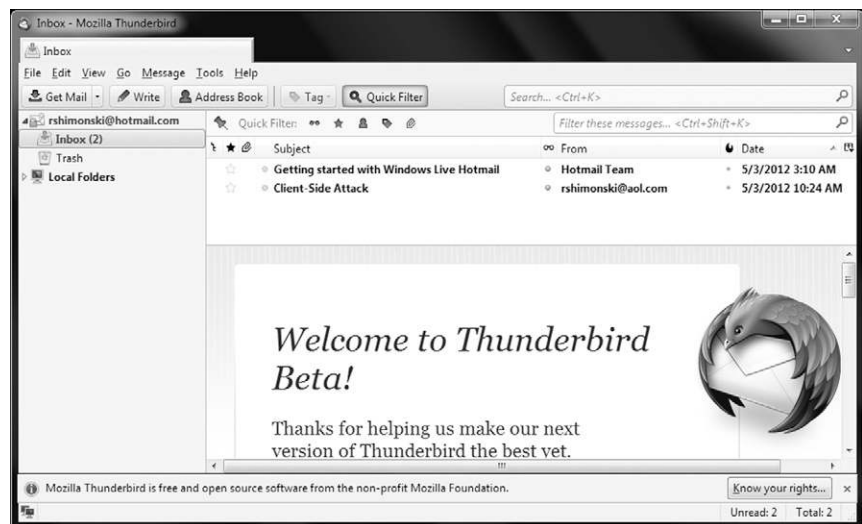 Inbox - Mozilla Thunderbird
Inbox
File Edit View Go Message Tools Help
Get Mail Write Address Book Tag Quick Filter Search... <Ctrl+K>
rshimonski@hotmail.com
Inbox (2)
Trash
Local Folders
Quick Filter: Filter these messages... <Ctrl+Shift+K>
Subject From Date
Getting started with Windows Live Hotmail Hotmail Team 5/3/2012 3:10 AM
Client-Side Attack rshimonski@aol.com 5/3/2012 10:24 AM
Welcome to Thunderbird
Beta!
Thanks for helping us make our next
version of Thunderbird the best yet.
Mozilla Thunderbird is free and open source software from the non-profit Mozilla Foundation. Know your rights...
Unread: 2 Total: 2